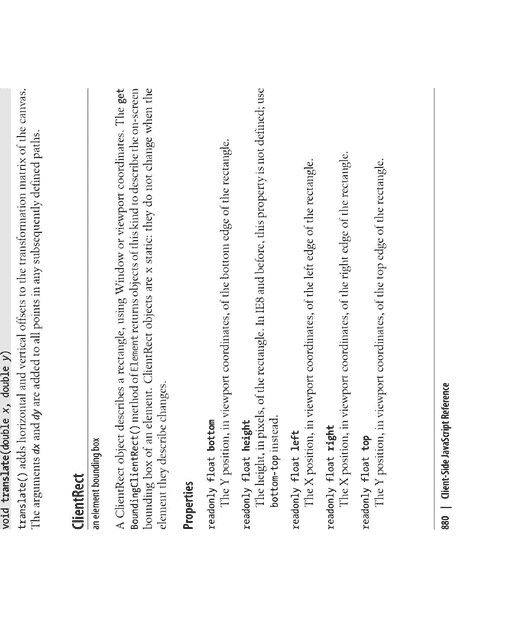 void translate(double x, double y)
translate() adds horizontal and vertical offsets to the transformation matrix of the canvas.
The arguments dx and dy are added to all points in any subsequently defined paths.
ClientRect
an element bounding box
A ClientRect object describes a rectangle, using Window or viewport coordinates. The get
BoundingClientRect() method of Element returns objects of this kind to describe the on-screen
bounding box of an element. ClientRect objects are x static: they do not change when the
element they describe changes.
Properties
readonly float bottom
The Y position, in viewport coordinates, of the bottom edge of the rectangle.
readonly float height
The height, in pixels, of the rectangle. In IE8 and before, this property is not defined; use
bottom-top instead.
readonly float left
The X position, in viewport coordinates, of the left edge of the rectangle.
readonly float right
The X position, in viewport coordinates, of the right edge of the rectangle.
readonly float top
The Y position, in viewport coordinates, of the top edge of the rectangle.
880 | Client-Side JavaScript Reference